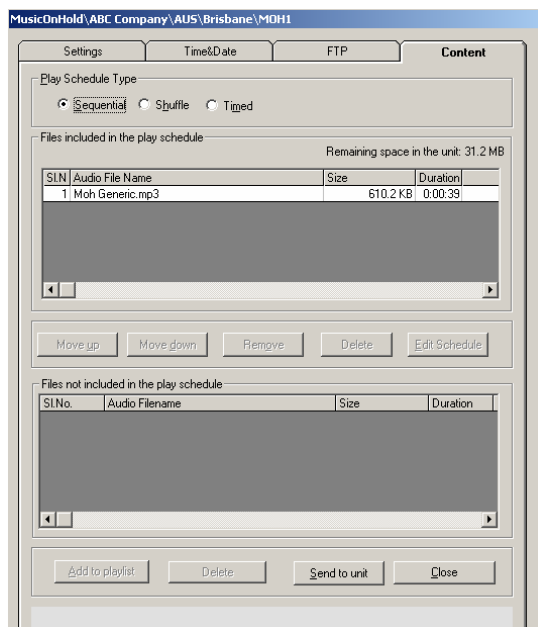 MusicOnHold\ABC Company\AUS\Brisbane\MOH1
Settings Time&Date FTP Content
Play Schedule Type
Sequential Shuffle Timed
Files included in the play schedule
Remaining space in the unit: 31.2 MB
Sl.N Audio File Name Size Duration
1 Moh Generic.mp3 610.2 KB 0:00:39
Move up Move down Remove Delete Edit Schedule
Files not included in the play schedule
Sl.No. Audio Filename Size Duration
Add to playlist Delete Send to unit Close